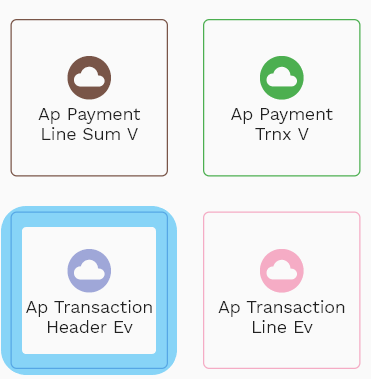 Ap Payment
Line Sum V
Ap Payment
Trnx V
Ap Transaction
Header Ev
Ap Transaction
Line Ev